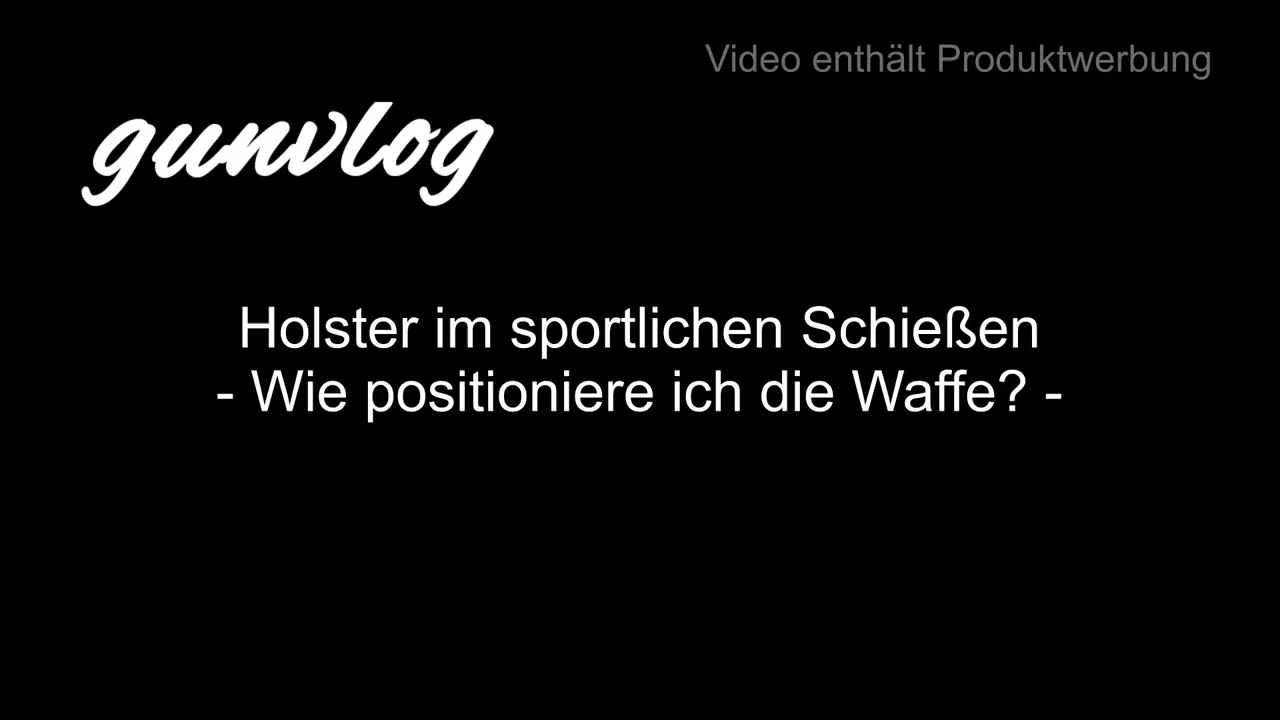 Video enthält Produktwerbung
gunvlog
Holster im sportlichen Schießen
- Wie positioniere ich die Waffe? -